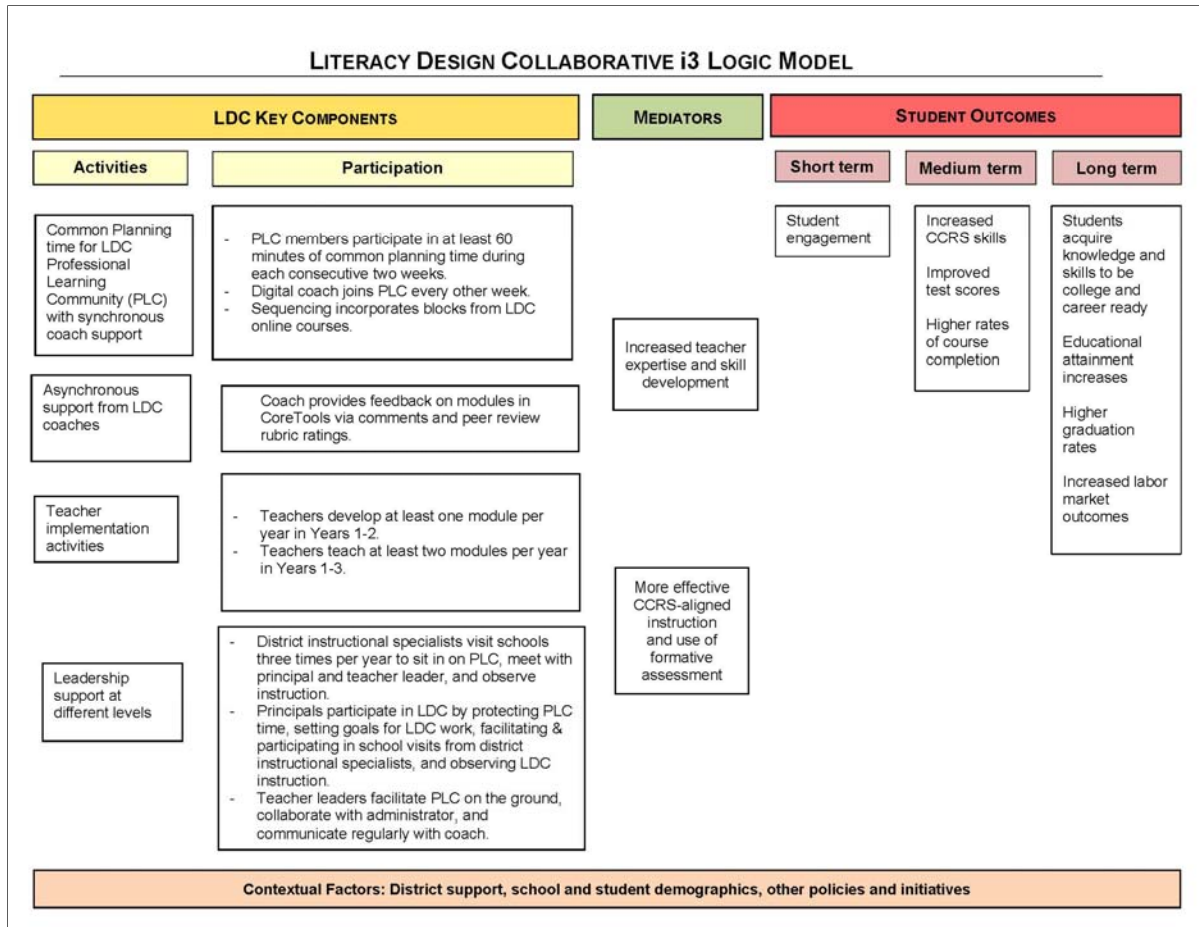 LITERACY DESIGN COLLABORATIVE i3 LOGIC MODEL
LDC KEY COMPONENTS
MEDIATORS
STUDENT OUTCOMES
Activities
Participation
Short term
Medium term
Long term
Common Planning
time for LDC
Professional
Learning
Community (PLC)
with synchronous
coach support
- PLC members participate in at least 60
minutes of common planning time during
each consecutive two weeks.
- Digital coach joins PLC every other week.
- Sequencing incorporates blocks from LDC
online courses.
Asynchronous
support from LDC
coaches
Coach provides feedback on modules in
CoreTools via comments and peer review
rubric ratings.
Teacher
implementation
activities
- Teachers develop at least one module per
year in Years 1-2.
- Teachers teach at least two modules per year
in Years 1-3.
Leadership
support at
different levels
- District instructional specialists visit schools
three times per year to sit in on PLC, meet with
principal and teacher leader, and observe
instruction.
- Principals participate in LDC by protecting PLC
time, setting goals for LDC work, facilitating &
participating in school visits from district
instructional specialists, and observing LDC
instruction.
- Teacher leaders facilitate PLC on the ground,
collaborate with administrator, and
communicate regularly with coach.
Increased teacher
expertise and skill
development
More effective
CCRS-aligned
instruction
and use of
formative
assessment
Student
engagement
Increased
CCRS skills
Improved
test scores
Higher rates
of course
completion
Students
acquire
knowledge and
skills to be
college and
career ready
Educational
attainment
increases
Higher
graduation
rates
Increased labor
market
outcomes
Contextual Factors: District support, school and student demographics, other policies and initiatives